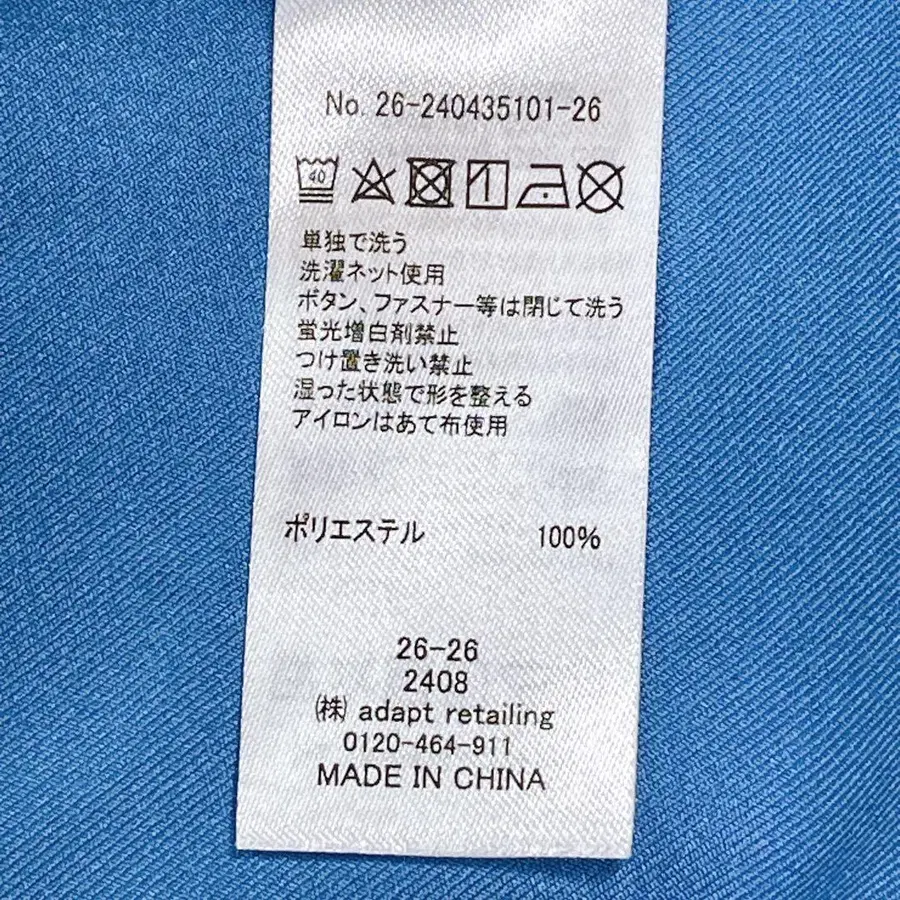 No. 26-240435101-26
40
単独で洗う
洗濯ネット使用
ボタン、ファスナー等は閉じて洗う
蛍光増白剤禁止
つけ置き洗い禁止
湿った状態で形を整える
アイロンはあて布使用
ポリエステル 100%
26-26
2408
㈱ adapt retailing
0120-464-911
MADE IN CHINA